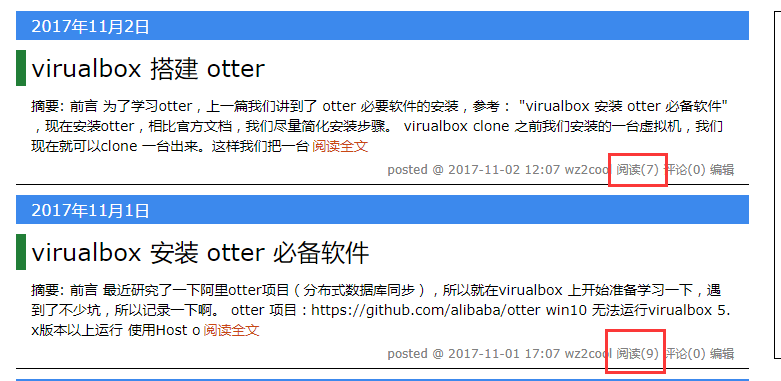 2017年11月2日
virualbox 搭建 otter
摘要: 前言 为了学习otter，上一篇我们讲到了 otter 必要软件的安装，参考： "virualbox 安装 otter 必备软件"
，现在安装otter，相比官方文档，我们尽量简化安装步骤。 virualbox clone 之前我们安装的一台虚拟机，我们
现在就可以clone 一台出来。这样我们把一台 阅读全文
posted @ 2017-11-02 12:07 wz2cool 阅读(7) 评论(0) 编辑
2017年11月1日
virualbox 安装 otter 必备软件
摘要: 前言 最近研究了一下阿里otter项目（分布式数据库同步），所以就在virualbox 上开始准备学习一下，遇
到了不少坑，所以记录一下啊。 otter 项目：https://github.com/alibaba/otter win10 无法运行virualbox 5.
x版本以上运行 使用Host o 阅读全文
posted @ 2017-11-01 17:07 wz2cool 阅读(9) 评论(0) 编辑